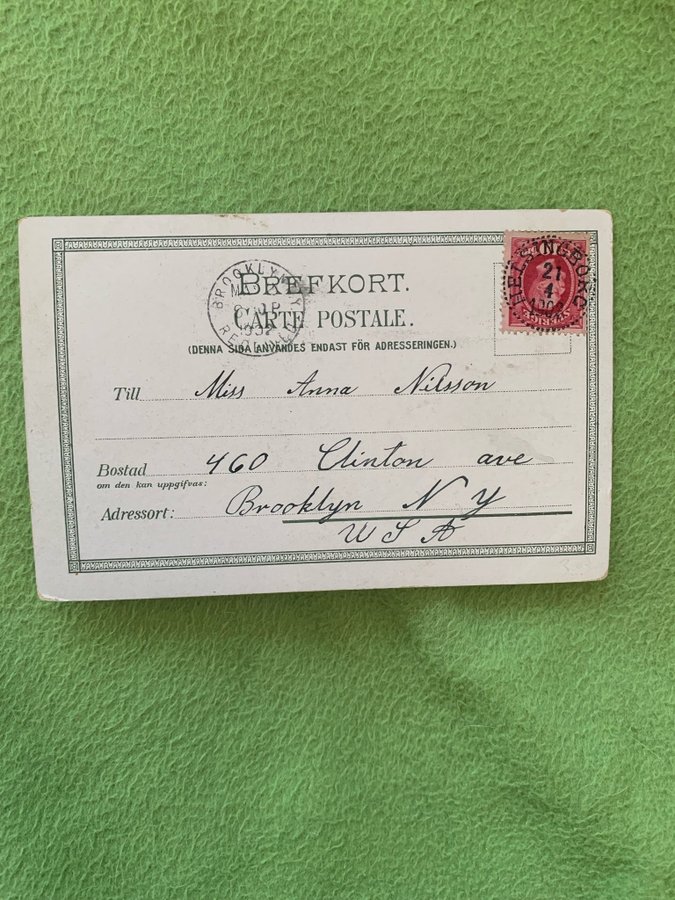 BREFKORT.
CARTE POSTALE.
(DENNA SIDA ANVÄNDES ENDAST FÖR ADRESSERINGEN.)
BROOKLYN
HELSINGBORG
21
4
Till Miss Anna Nilsson
Bostad 460 Clinton ave
om den kan uppgifvas:
Adressort: Brooklyn N Y
U S A